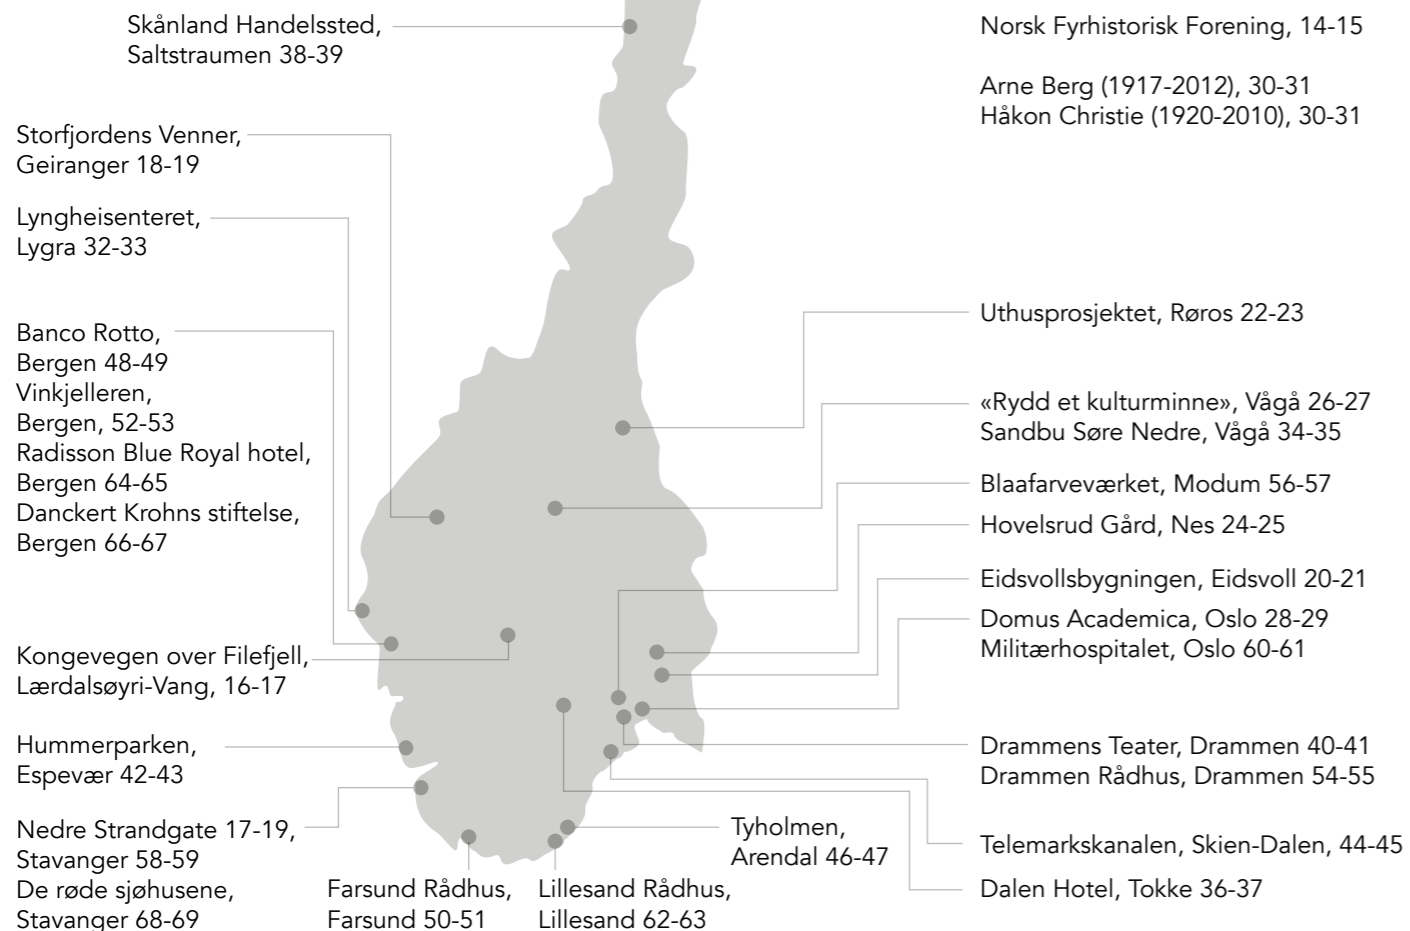 Skånland Handelssted,
Saltstraumen 38-39
Storfjordens Venner,
Geiranger 18-19
Lyngheisenteret,
Lygra 32-33
Banco Rotto,
Bergen 48-49
Vinkjelleren,
Bergen, 52-53
Radisson Blue Royal hotel,
Bergen 64-65
Danckert Krohns stiftelse,
Bergen 66-67
Kongevegen over Filefjell,
Lærdalsøyri-Vang, 16-17
Hummerparken,
Espevær 42-43
Nedre Strandgate 17-19,
Stavanger 58-59
De røde sjøhusene,
Stavanger 68-69
Farsund Rådhus,
Farsund 50-51
Lillesand Rådhus,
Lillesand 62-63
Tyholmen,
Arendal 46-47
Norsk Fyrhistorisk Forening, 14-15
Arne Berg (1917-2012), 30-31
Håkon Christie (1920-2010), 30-31
Uthusprosjektet, Røros 22-23
«Rydd et kulturminne», Vågå 26-27
Sandbu Søre Nedre, Vågå 34-35
Blaafarveværket, Modum 56-57
Hovelsrud Gård, Nes 24-25
Eidsvollsbygningen, Eidsvoll 20-21
Domus Academica, Oslo 28-29
Militærhospitalet, Oslo 60-61
Drammens Teater, Drammen 40-41
Drammen Rådhus, Drammen 54-55
Telemarkskanalen, Skien-Dalen, 44-45
Dalen Hotel, Tokke 36-37